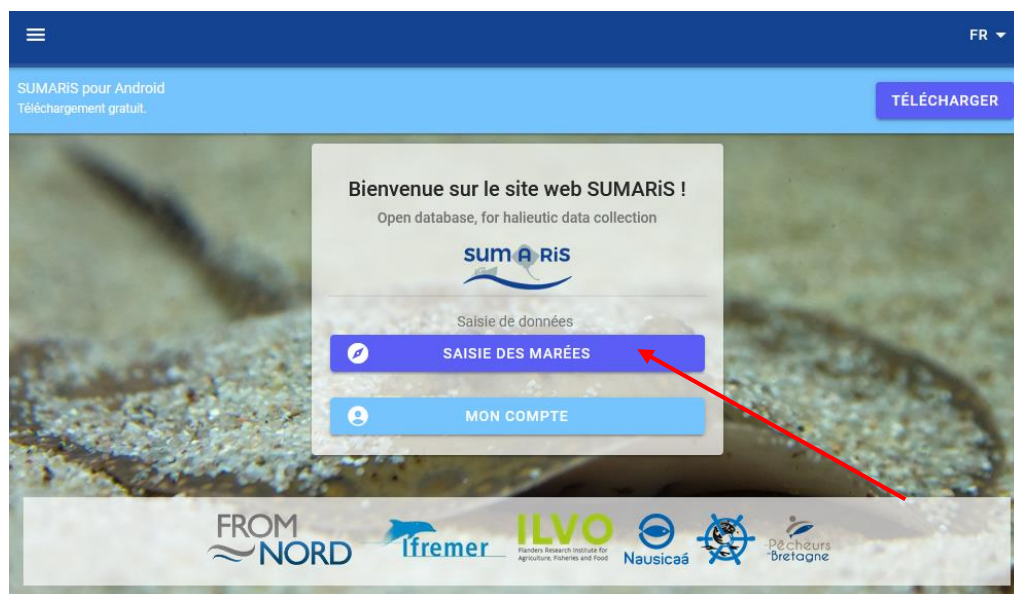 FR
SUMARiS pour Android
Téléchargement gratuit.
TÉLÉCHARGER
Bienvenue sur le site web SUMARiS !
Open database, for halieutic data collection
sumaRis
Saisie de données
SAISIE DES MARÉES
MON COMPTE
FROM
NORD
Ifremer
ILVO
Flanders Research Institute for
Agriculture, Fisheries and Food
Nausicaá
Pêcheurs
Bretagne